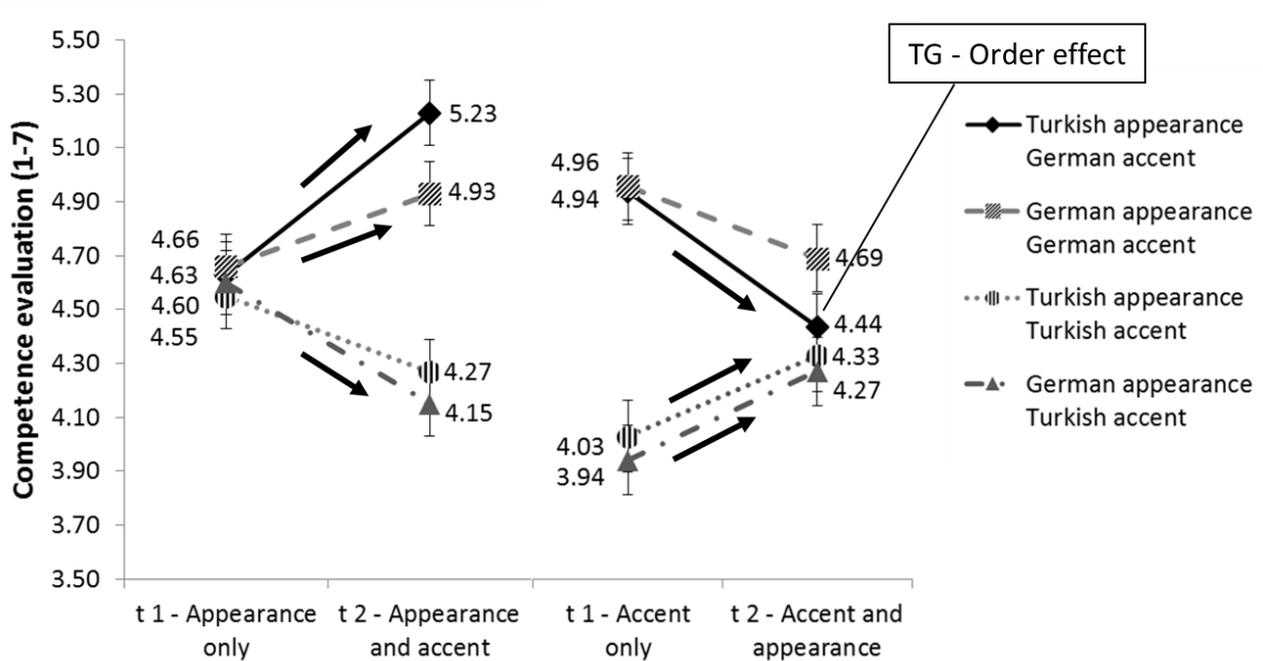 TG - Order effect
Competence evaluation (1-7)
5.50
5.30
5.10
4.90
4.70
4.50
4.30
4.10
3.90
3.70
3.50
4.66
4.63
4.60
4.55
5.23
4.93
4.27
4.15
4.96
4.94
4.03
3.94
4.69
4.44
4.33
4.27
t 1 - Appearance
only
t 2 - Appearance
and accent
t 1 - Accent
only
t 2 - Accent and
appearance
Turkish appearance
German accent
German appearance
German accent
Turkish appearance
Turkish accent
German appearance
Turkish accent